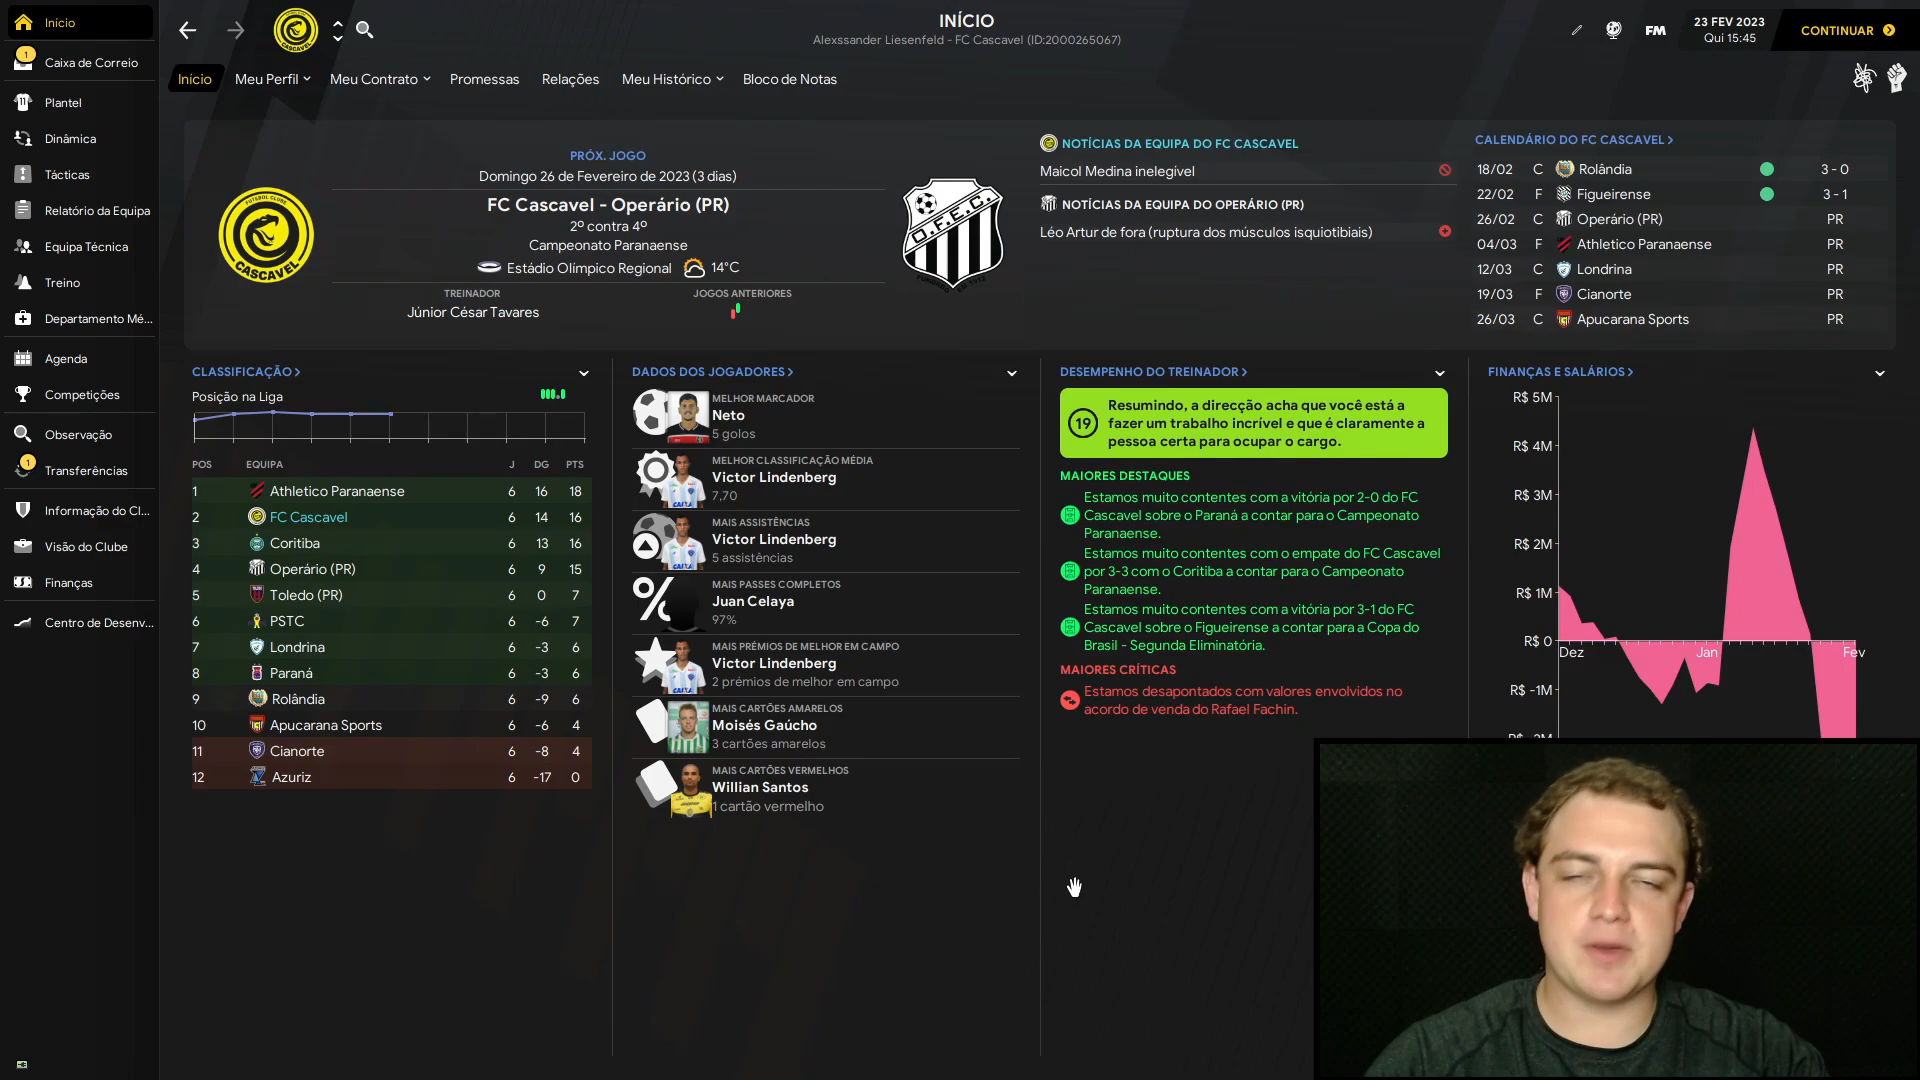 Início
Caixa de Correio
1
Plantel
Dinâmica
Tácticas
Relatório da Equipa
Equipa Técnica
Treino
Departamento Mé...
Agenda
Competições
Observação
Transferências
1
Informação do Cl...
Visão do Clube
Finanças
Centro de Desenv...
INÍCIO
Alexssander Liesenfeld - FC Cascavel (ID:2000265067)
FM
23 FEV 2023
Qui 15:45
CONTINUAR
Início
Meu Perfil
Meu Contrato
Promessas
Relações
Meu Histórico
Bloco de Notas
FUTEBOL CLUBE
CASCAVEL
PRÓX. JOGO
Domingo 26 de Fevereiro de 2023 (3 dias)
FC Cascavel - Operário (PR)
2º contra 4º
Campeonato Paranaense
Estádio Olímpico Regional 14°C
TREINADOR
Júnior César Tavares
JOGOS ANTERIORES
O.F.E.C.
NOTÍCIAS DA EQUIPA DO FC CASCAVEL
Maicol Medina inelegível
NOTÍCIAS DA EQUIPA DO OPERÁRIO (PR)
Léo Artur de fora (ruptura dos músculos isquiotibiais)
CALENDÁRIO DO FC CASCAVEL >
18/02 C Rolândia 3 - 0
22/02 F Figueirense 3 - 1
26/02 C Operário (PR) PR
04/03 F Athletico Paranaense PR
12/03 C Londrina PR
19/03 F Cianorte PR
26/03 C Apucarana Sports PR
CLASSIFICAÇÃO >
Posição na Liga
POS EQUIPA J DG PTS
1 Athletico Paranaense 6 16 18
2 FC Cascavel 6 14 16
3 Coritiba 6 13 16
4 Operário (PR) 6 9 15
5 Toledo (PR) 6 0 7
6 PSTC 6 -6 7
7 Londrina 6 -3 6
8 Paraná 6 -3 6
9 Rolândia 6 -9 6
10 Apucarana Sports 6 -6 4
11 Cianorte 6 -8 4
12 Azuriz 6 -17 0
DADOS DOS JOGADORES >
MELHOR MARCADOR
Neto
5 golos
MELHOR CLASSIFICAÇÃO MÉDIA
Victor Lindenberg
7,70
MAIS ASSISTÊNCIAS
Victor Lindenberg
5 assistências
MAIS PASSES COMPLETOS
Juan Celaya
97%
MAIS PRÉMIOS DE MELHOR EM CAMPO
Victor Lindenberg
2 prémios de melhor em campo
MAIS CARTÕES AMARELOS
Moisés Gaúcho
3 cartões amarelos
MAIS CARTÕES VERMELHOS
Willian Santos
1 cartão vermelho
DESEMPENHO DO TREINADOR >
19
Resumindo, a direcção acha que você está a
fazer um trabalho incrível e que é claramente a
pessoa certa para ocupar o cargo.
MAIORES DESTAQUES
Estamos muito contentes com a vitória por 2-0 do FC
Cascavel sobre o Paraná a contar para o Campeonato
Paranaense.
Estamos muito contentes com o empate do FC Cascavel
por 3-3 com o Coritiba a contar para o Campeonato
Paranaense.
Estamos muito contentes com a vitória por 3-1 do FC
Cascavel sobre o Figueirense a contar para a Copa do
Brasil - Segunda Eliminatória.
MAIORES CRÍTICAS
Estamos desapontados com valores envolvidos no
acordo de venda do Rafael Fachin.
FINANÇAS E SALÁRIOS >
R$ 5M
R$ 4M
R$ 3M
R$ 2M
R$ 1M
R$ 0
R$ -1M
Dez
Jan
Fev